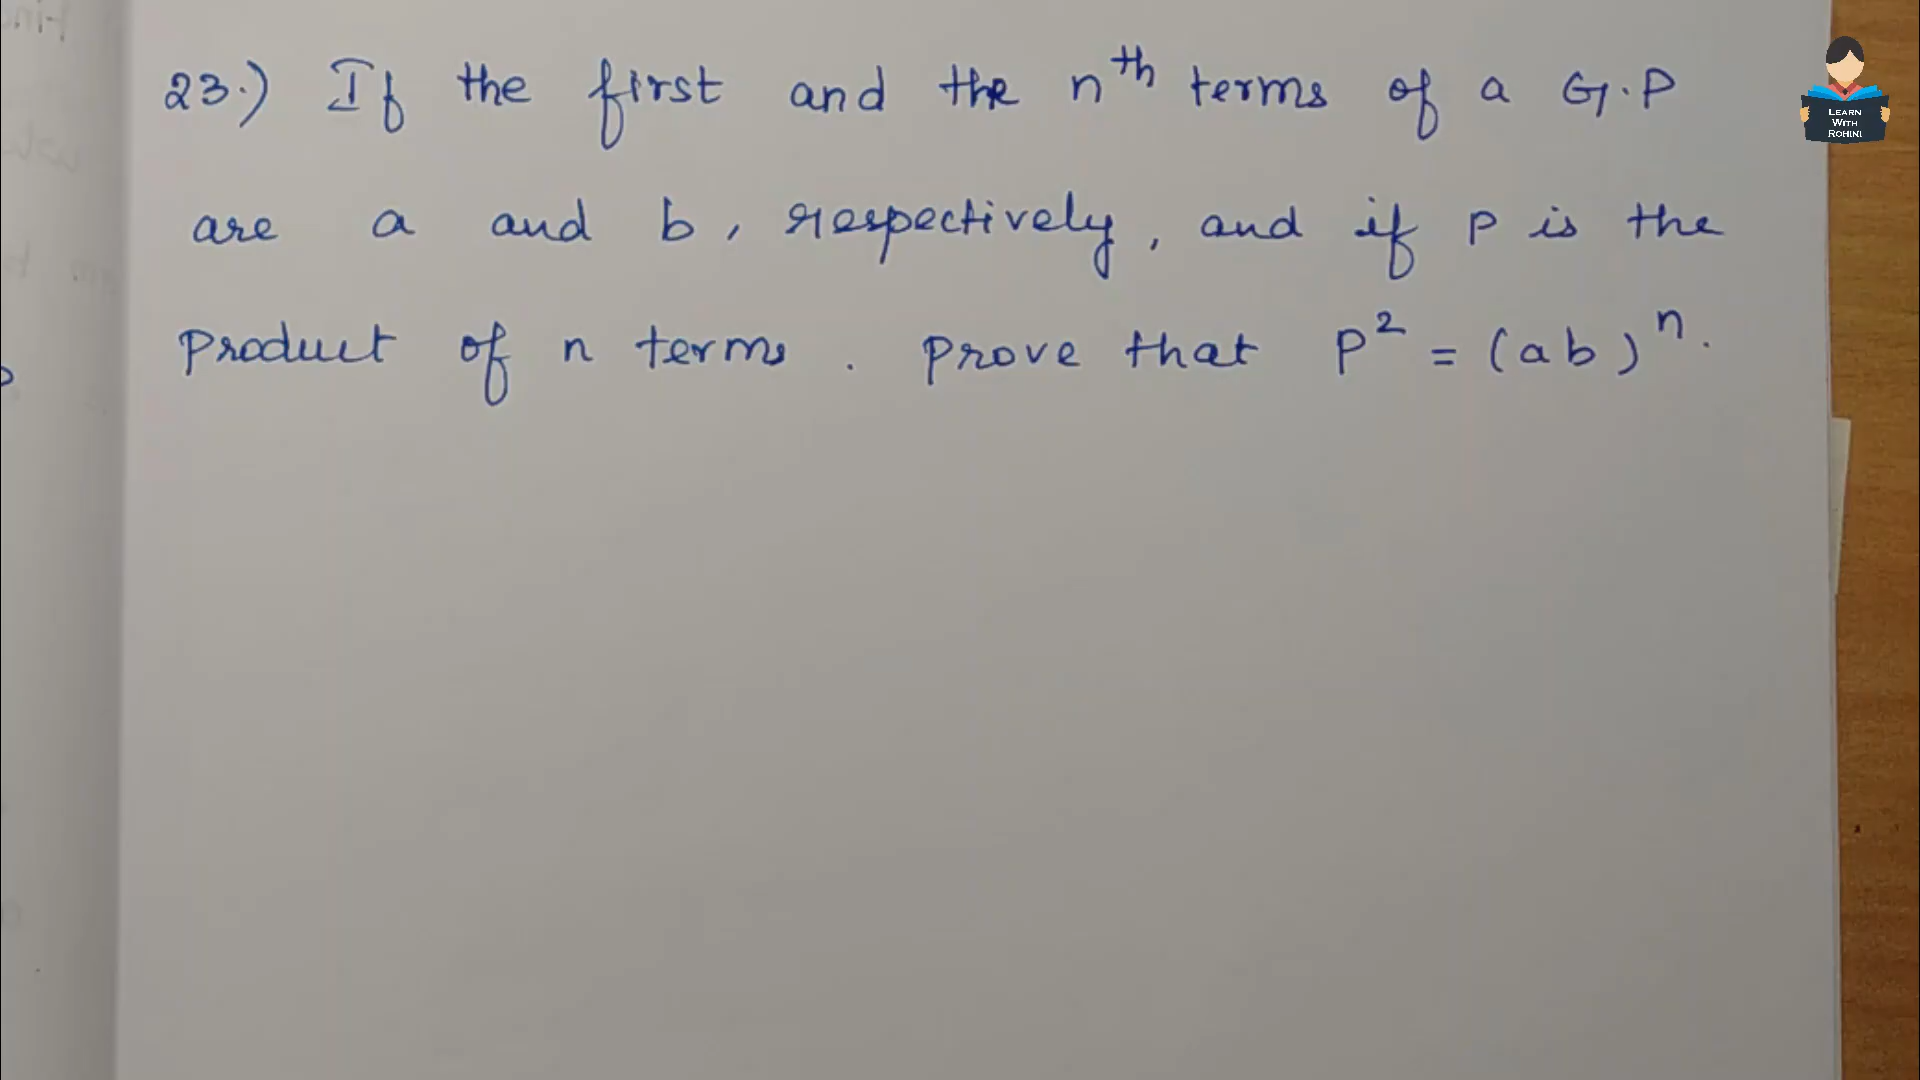 23.) If the first and the nᵗʰ terms of a G.P
are a and b, respectively, and if P is the
Product of n terms. Prove that P² = (ab)ⁿ.
LEARN
WITH
ROHINI